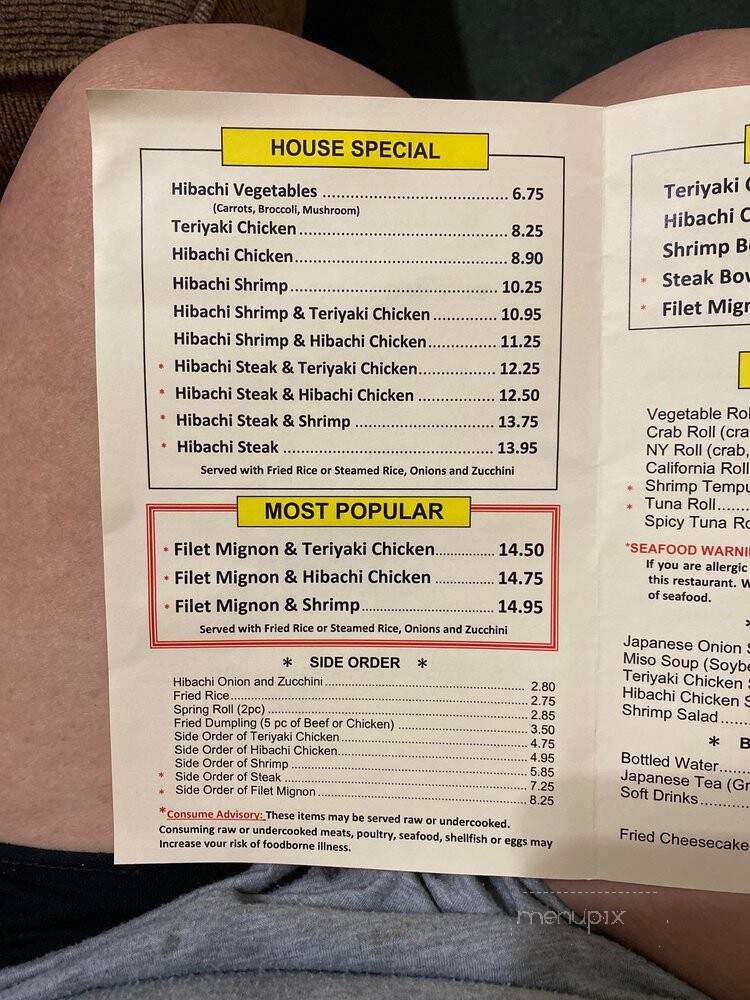 HOUSE SPECIAL
Hibachi Vegetables ........ 6.75
(Carrots, Broccoli, Mushroom)
Teriyaki Chicken ........ 8.25
Hibachi Chicken ........ 8.90
Hibachi Shrimp ........ 10.25
Hibachi Shrimp & Teriyaki Chicken ........ 10.95
Hibachi Shrimp & Hibachi Chicken ........ 11.25
* Hibachi Steak & Teriyaki Chicken ........ 12.25
* Hibachi Steak & Hibachi Chicken ........ 12.50
* Hibachi Steak & Shrimp ........ 13.75
* Hibachi Steak ........ 13.95
Served with Fried Rice or Steamed Rice, Onions and Zucchini
MOST POPULAR
* Filet Mignon & Teriyaki Chicken ........ 14.50
* Filet Mignon & Hibachi Chicken ........ 14.75
* Filet Mignon & Shrimp ........ 14.95
Served with Fried Rice or Steamed Rice, Onions and Zucchini
* SIDE ORDER *
Hibachi Onion and Zucchini ........ 2.80
Fried Rice ........ 2.75
Spring Roll (2pc) ........ 2.85
Fried Dumpling (5 pc of Beef or Chicken) ........ 3.50
Side Order of Teriyaki Chicken ........ 4.75
Side Order of Hibachi Chicken ........ 4.95
Side Order of Shrimp ........ 5.85
* Side Order of Steak ........ 7.25
* Side Order of Filet Mignon ........ 8.25
*Consume Advisory: These items may be served raw or undercooked.
Consuming raw or undercooked meats, poultry, seafood, shellfish or eggs may
Increase your risk of foodborne illness.
Teriyaki
Hibachi
Shrimp
* Steak
* Filet
Vegetable
Crab Roll
NY Roll (crab,
California Roll
* Shrimp
* Tuna Roll......
Spicy Tuna
*SEAFOOD
If you are allergic
this restaurant.
of seafood.
*
Japanese Onion
Miso Soup
Teriyaki Chicken
Hibachi Chicken
Shrimp Salad ......
*
Bottled Water......
Japanese Tea
Soft Drinks......
Fried Cheesecake
menupix